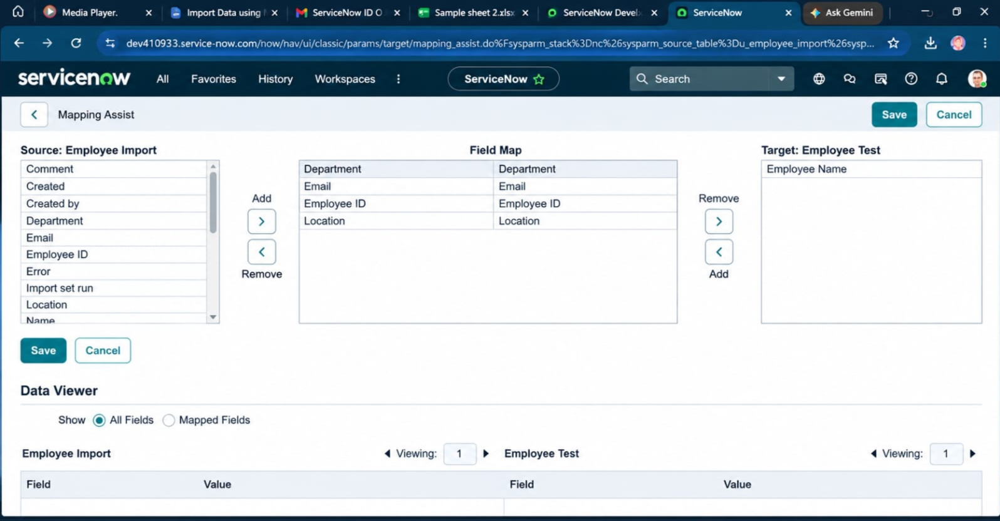 Media Player.
Import Data using
ServiceNow ID O
Sample sheet 2.xlsx
ServiceNow Devel
ServiceNow
Ask Gemini
dev410933.service-now.com/now/nav/ui/classic/params/target/mapping_assist.do%Fsysparm_stack%3Dnc%26sysparm_source_table%3Du_employee_import%26sysp...
servicenow
All
Favorites
History
Workspaces
ServiceNow
Search
Mapping Assist
Save
Cancel
Source: Employee Import
Field Map
Target: Employee Test
Comment
Created
Created by
Department
Email
Employee ID
Error
Import set run
Location
Name
Add
Remove
Department Department
Email Email
Employee ID Employee ID
Location Location
Remove
Add
Employee Name
Save
Cancel
Data Viewer
Show All Fields Mapped Fields
Employee Import Viewing: 1 Employee Test Viewing: 1
Field Value Field Value